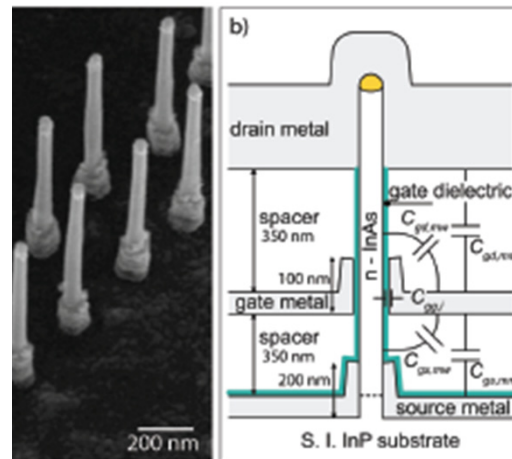 200 nm
b)
drain metal
gate dielectric
spacer
350 nm
n - InAs
100 nm
gate metal
spacer
350 nm
200 nm
source metal
S. I. InP substrate